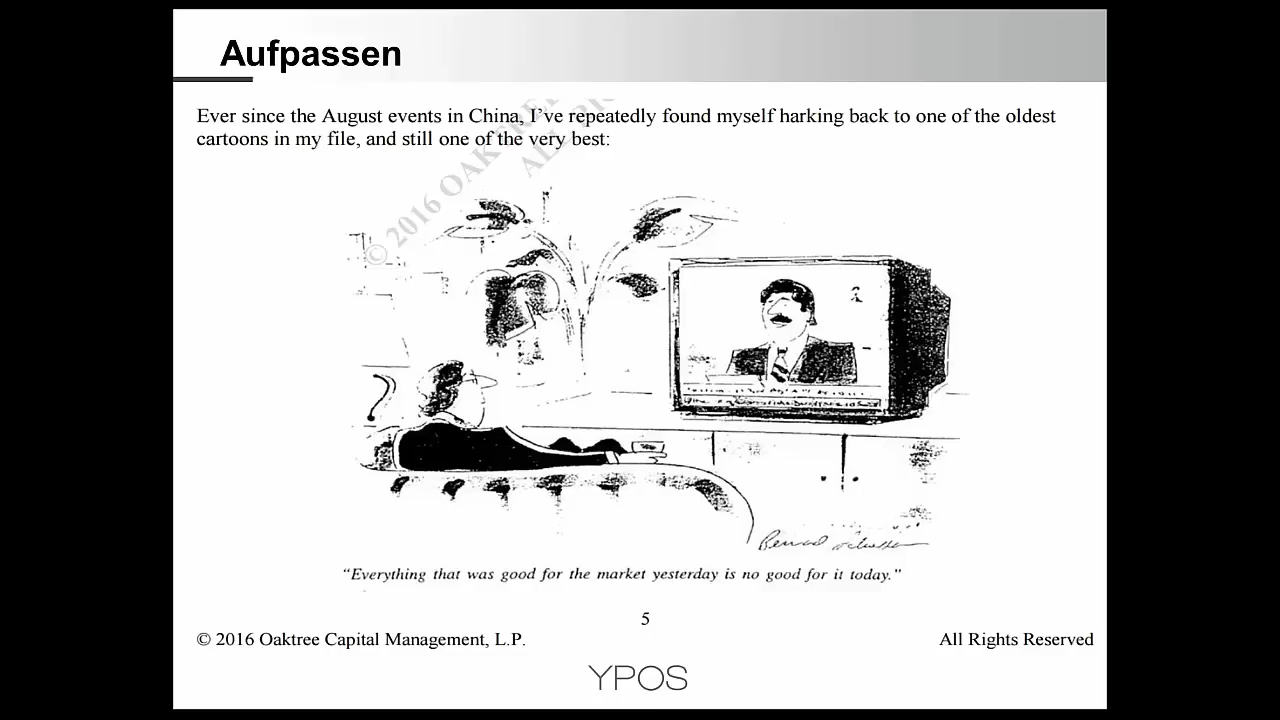 Aufpassen
Ever since the August events in China, I've repeatedly found myself harking back to one of the oldest
cartoons in my file, and still one of the very best:
© 2016 OAKTREE
"Everything that was good for the market yesterday is no good for it today."
5
© 2016 Oaktree Capital Management, L.P.
All Rights Reserved
YPOS